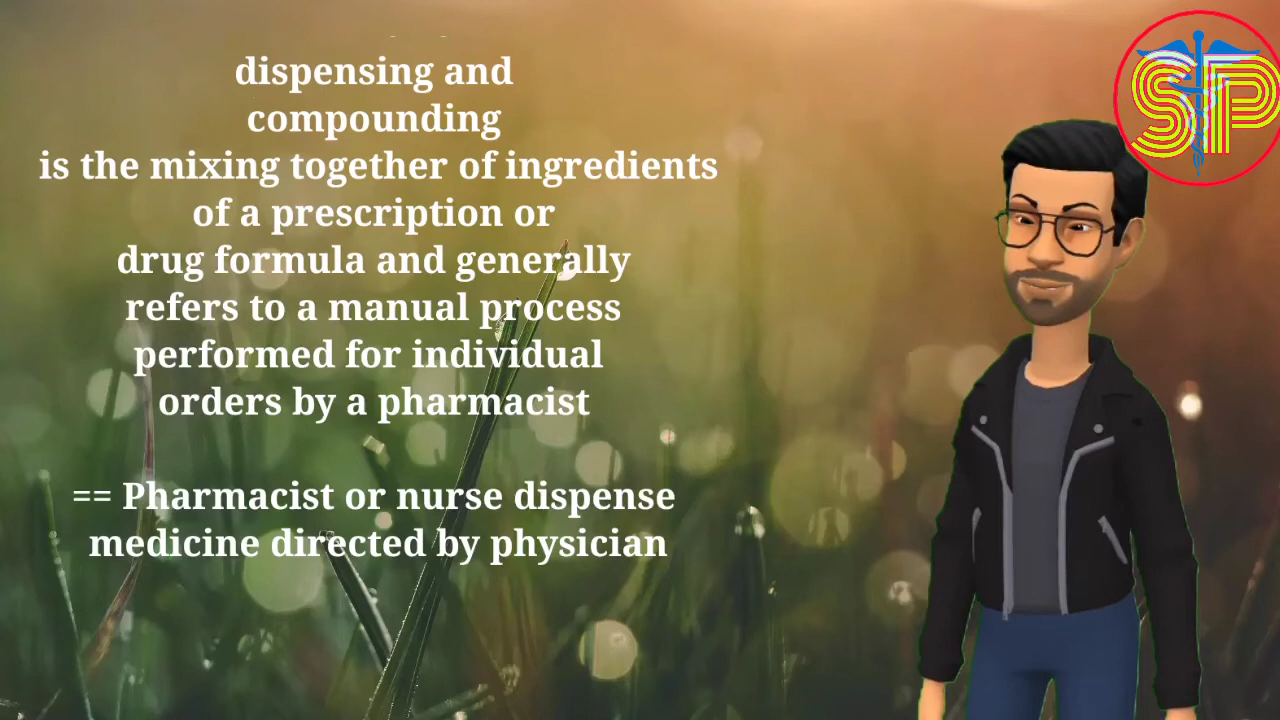 dispensing and
compounding
is the mixing together of ingredients
of a prescription or
drug formula and generally
refers to a manual process
performed for individual
orders by a pharmacist
== Pharmacist or nurse dispense
medicine directed by physician
SP